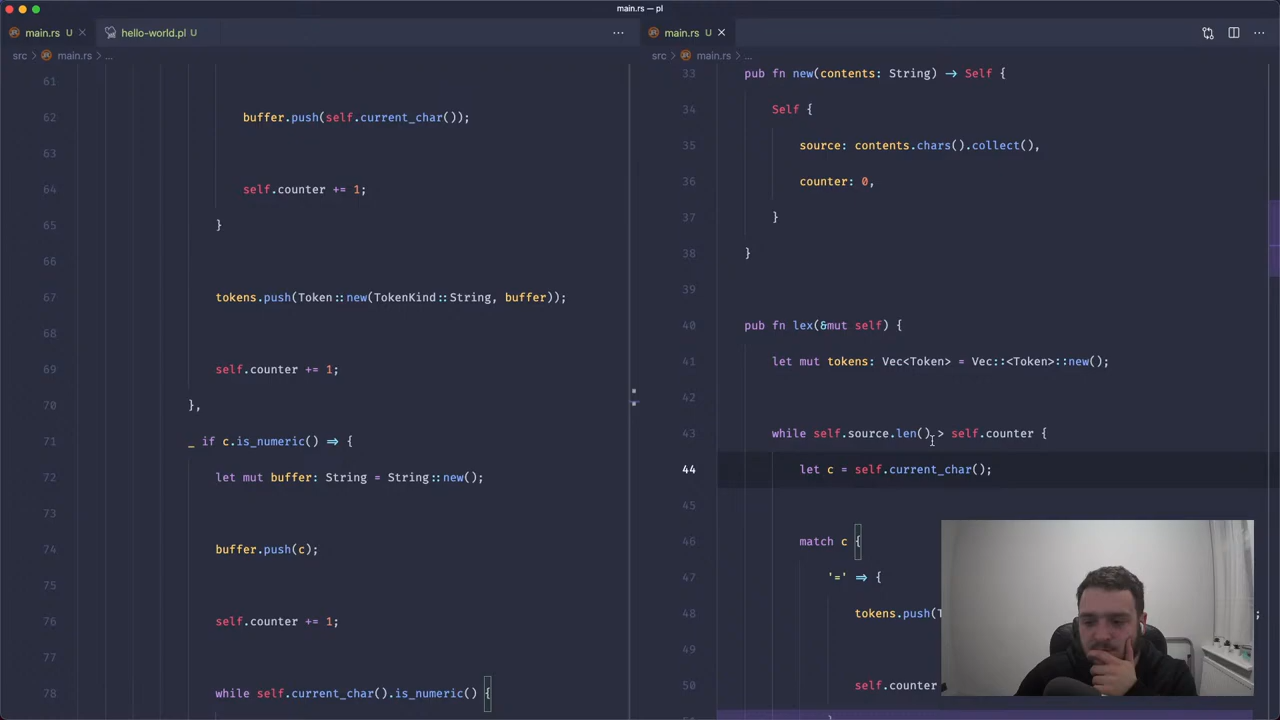 main.rs — pl
main.rs U
hello-world.pl U
src > main.rs > ...
61
62 buffer.push(self.current_char());
63
64 self.counter += 1;
65 }
66
67 tokens.push(Token::new(TokenKind::String, buffer));
68
69 self.counter += 1;
70 },
71 _ if c.is_numeric() => {
72 let mut buffer: String = String::new();
73
74 buffer.push(c);
75
76 self.counter += 1;
77
78 while self.current_char().is_numeric() {
main.rs U
src > main.rs > ...
33 pub fn new(contents: String) -> Self {
34 Self {
35 source: contents.chars().collect(),
36 counter: 0,
37 }
38 }
39
40 pub fn lex(&mut self) {
41 let mut tokens: Vec<Token> = Vec::<Token>::new();
42
43 while self.source.len() > self.counter {
44 let c = self.current_char();
45
46 match c {
47 '=' => {
48 tokens.push( ;
49
50 self.counter